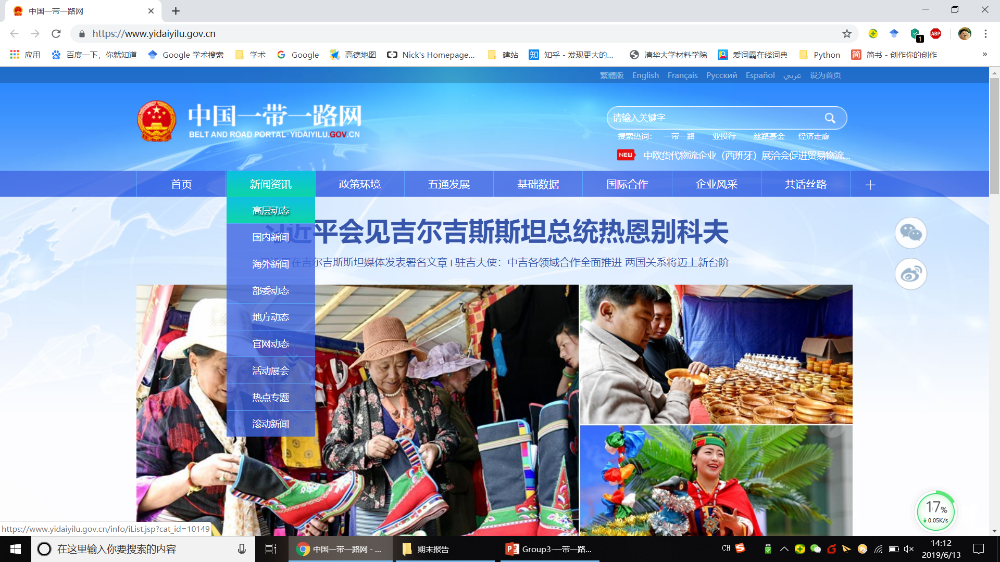 中国一带一路网
https://www.yidaiyilu.gov.cn
1
ABP
应用
百度一下，你就知道
Google 学术搜索
学术
Google
高德地图
Nick's Homepage...
建站
知
知乎 - 发现更大的...
清华大学材料学院
爱词霸在线词典
Python
简
简书 - 创作你的创作
»
繁體版 English Français Русский Español عربي 设为首页
中国一带一路网
BELT AND ROAD PORTAL·YIDAIYILU.GOV.CN
请输入关键字
搜索热词： 一带一路 亚投行 丝路基金 经济走廊
NEW 中欧货代物流企业（西班牙）展洽会促进贸易物流...
首页 新闻资讯 政策环境 五通发展 基础数据 国际合作 企业风采 共话丝路
高层动态
国内新闻
海外新闻
部委动态
地方动态
官网动态
活动展会
热点专题
滚动新闻
习近平会见吉尔吉斯斯坦总统热恩别科夫
在吉尔吉斯斯坦媒体发表署名文章 | 驻吉大使：中吉各领域合作全面推进 两国关系将迈上新台阶
17%
0.05K/s
https://www.yidaiyilu.gov.cn/info/iList.jsp?cat_id=10149
在这里输入你要搜索的内容
中国一带一路网 - ...
期末报告
Group3-一带一路...
CH
14:12
2019/6/13